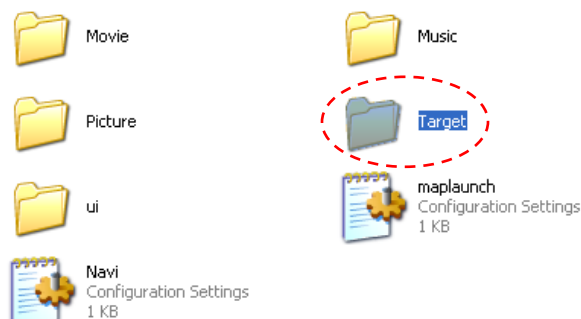 Movie
Music
Picture
Target
ui
maplaunch
Configuration Settings
1 KB
Navi
Configuration Settings
1 KB